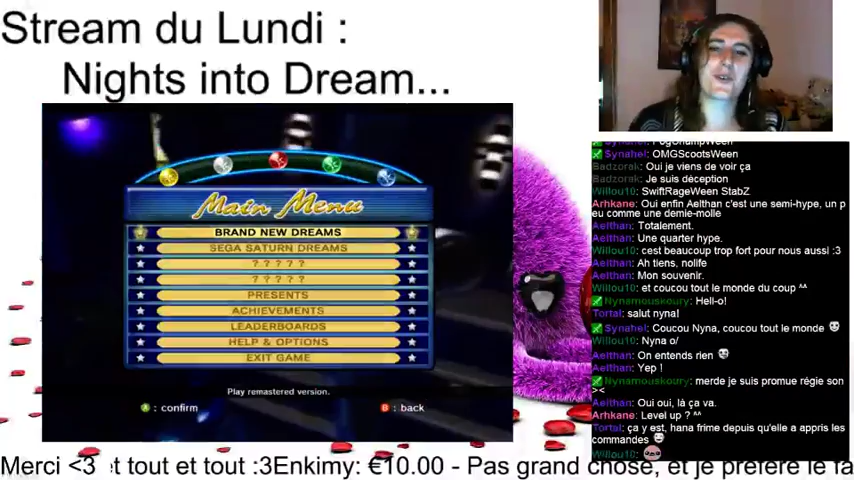 Stream du Lundi :
Nights into Dream...
Main Menu
BRAND NEW DREAMS
SEGA SATURN DREAMS
? ? ? ? ?
? ? ? ? ?
PRESENTS
ACHIEVEMENTS
LEADERBOARDS
HELP & OPTIONS
EXIT GAME
Play remastered version.
A : confirm
B : back
Synahel: PogChampWeen
Synahel: OMGScootsWeen
Badzorak: Oui je viens de voir ça
Badzorak: Je suis déception
Willou10: SwiftRageWeen StabZ
Arhkane: Oui enfin Aelthan c'est une semi-hype, un p
eu comme une demie-molle
Aelthan: Totalement.
Aelthan: Une quarter hype.
Willou10: cest beaucoup trop fort pour nous aussi :3
Aelthan: Ah tiens, nolife
Aelthan: Mon souvenir.
Willou10: et coucou tout le monde du coup ^^
Nynamouskoury: Hell-o!
Tortal: salut nyna!
Synahel: Coucou Nyna, coucou tout le monde
Willou10: Nyna o/
Aelthan: On entends rien
Aelthan: Yep !
Nynamouskoury: merde je suis promue régie son
><
Aelthan: Oui oui, là ça va.
Arhkane: Level up ? ^^
Tortal: ça y est, hana frime depuis qu'elle a appris les
commandes
Willou10:
Merci <3 et tout et tout :3Enkimy: €10.00 - Pas grand chose, et je préfère le fa